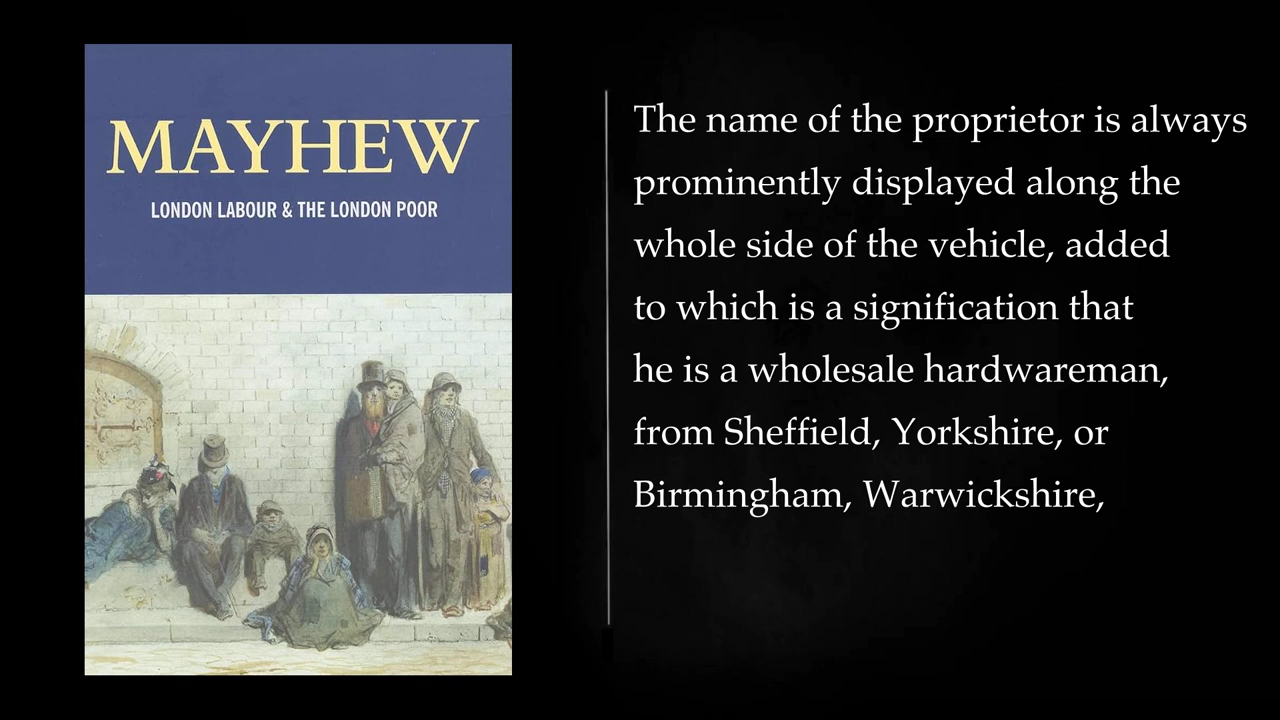 MAYHEW
LONDON LABOUR & THE LONDON POOR
The name of the proprietor is always
prominently displayed along the
whole side of the vehicle, added
to which is a signification that
he is a wholesale hardwareman,
from Sheffield, Yorkshire, or
Birmingham, Warwickshire,